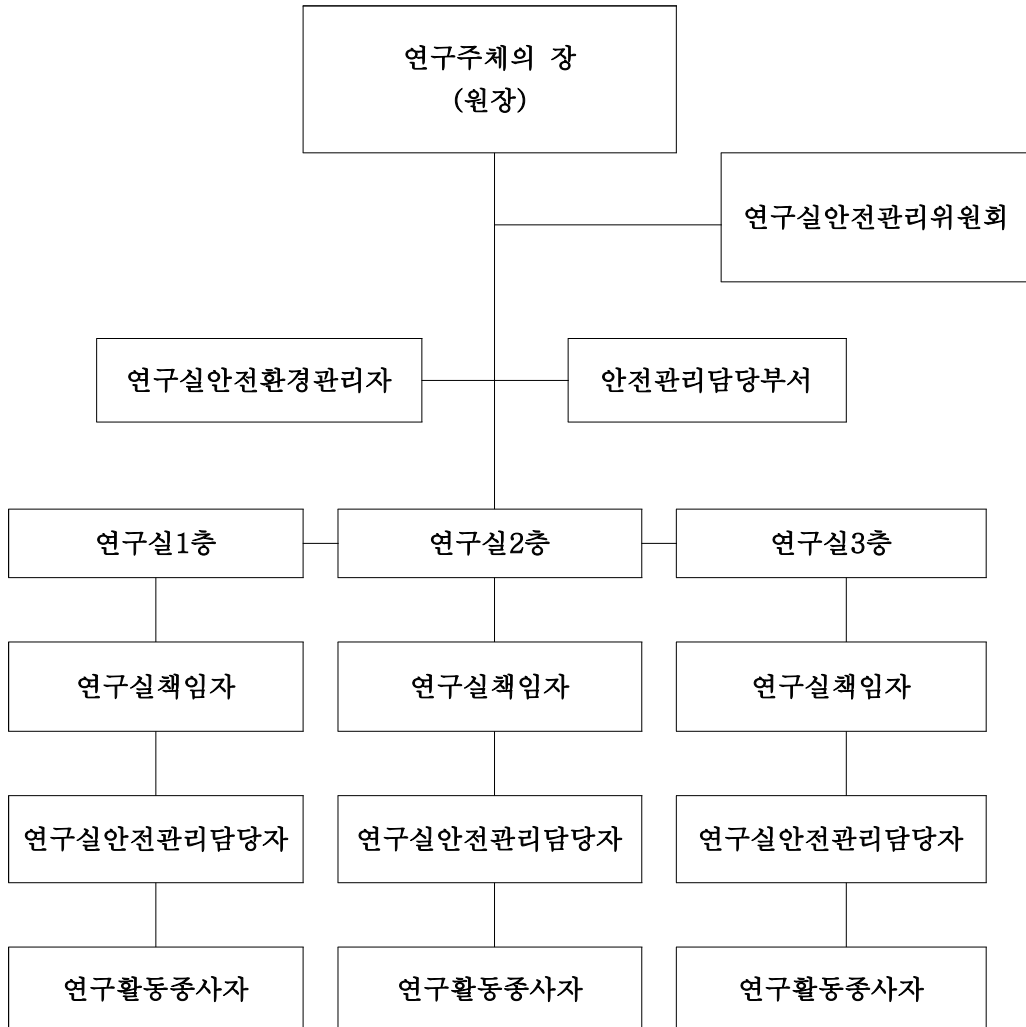 연구주체의 장
(원장)
연구실안전관리위원회
연구실안전환경관리자
안전관리담당부서
연구실1층
연구실2층
연구실3층
연구실책임자
연구실책임자
연구실책임자
연구실안전관리담당자
연구실안전관리담당자
연구실안전관리담당자
연구활동종사자
연구활동종사자
연구활동종사자